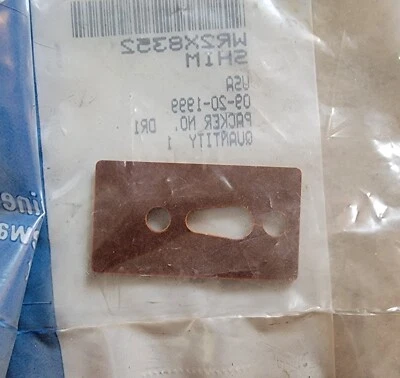 WR2X8352
SHIM
USA
09-20-1999
PACKER NO. DR1
QUANTITY 1